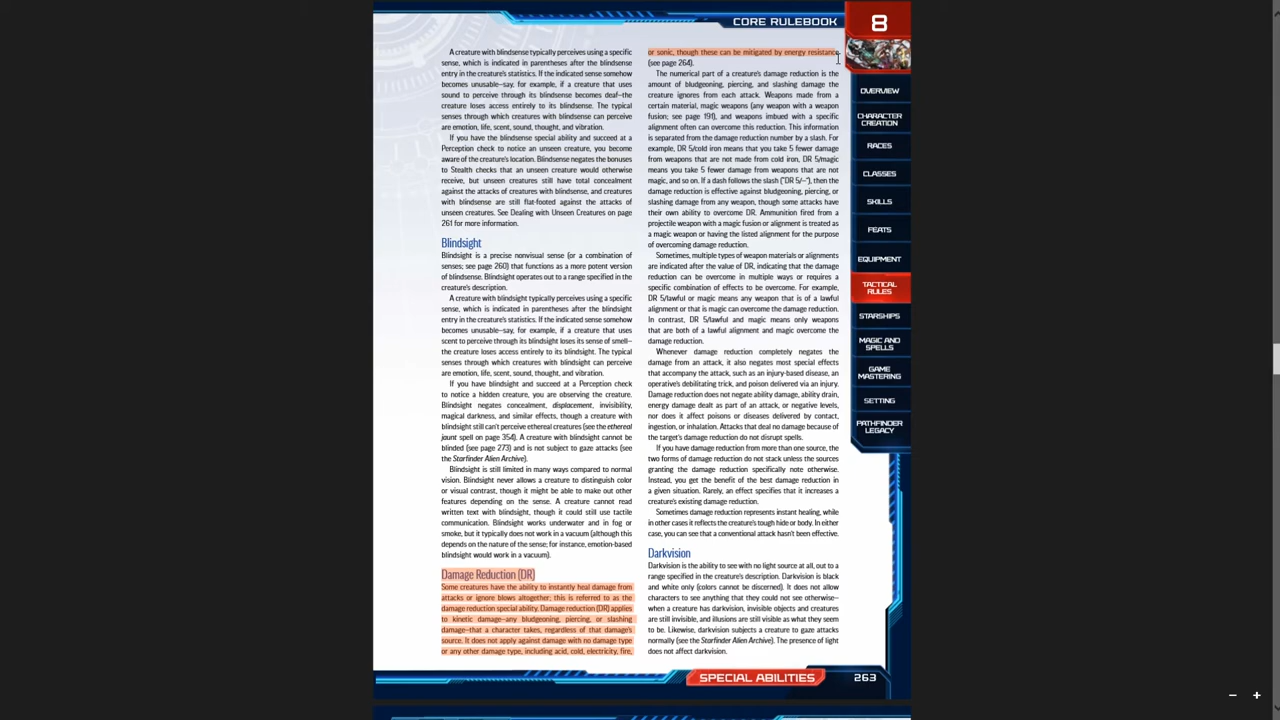 CORE RULEBOOK
8
A creature with blindsense typically perceives using a specific
sense, which is indicated in parentheses after the blindsense
entry in the creature's statistics. If the indicated sense somehow
becomes unusable—say, for example, if a creature that uses
sound to perceive through its blindsense becomes deaf—the
creature loses access entirely to its blindsense. The typical
senses through which creatures with blindsense can perceive
are emotion, life, scent, sound, thought, and vibration.
If you have the blindsense special ability and succeed at a
Perception check to notice an unseen creature, you become
aware of the creature's location. Blindsense negates the bonuses
to Stealth checks that an unseen creature would otherwise
receive, but unseen creatures still have total concealment
against the attacks of creatures with blindsense, and creatures
with blindsense are still flat-footed against the attacks of
unseen creatures. See Dealing with Unseen Creatures on page
261 for more information.
Blindsight
Blindsight is a precise nonvisual sense (or a combination of
senses; see page 260) that functions as a more potent version
of blindsense. Blindsight operates out to a range specified in the
creature's description.
A creature with blindsight typically perceives using a specific
sense, which is indicated in parentheses after the blindsight
entry in the creature's statistics. If the indicated sense somehow
becomes unusable—say, for example, if a creature that uses
scent to perceive through its blindsight loses its sense of smell—
the creature loses access entirely to its blindsight. The typical
senses through which creatures with blindsight can perceive
are emotion, life, scent, sound, thought, and vibration.
If you have blindsight and succeed at a Perception check
to notice a hidden creature, you are observing the creature.
Blindsight negates concealment, displacement, invisibility,
magical darkness, and similar effects, though a creature with
blindsight still can't perceive ethereal creatures (see the ethereal
jaunt spell on page 354). A creature with blindsight cannot be
blinded (see page 273) and is not subject to gaze attacks (see
the Starfinder Alien Archive).
Blindsight is still limited in many ways compared to normal
vision. Blindsight never allows a creature to distinguish color
or visual contrast, though it might be able to make out other
features depending on the sense. A creature cannot read
written text with blindsight, though it could still use tactile
communication. Blindsight works underwater and in fog or
smoke, but it typically does not work in a vacuum (although this
depends on the nature of the sense; for instance, emotion-based
blindsight would work in a vacuum).
Damage Reduction (DR)
Some creatures have the ability to instantly heal damage from
attacks or ignore blows altogether; this is referred to as the
damage reduction special ability. Damage reduction (DR) applies
to kinetic damage—any bludgeoning, piercing, or slashing
damage—that a character takes, regardless of that damage's
source. It does not apply against damage with no damage type
or any other damage type, including acid, cold, electricity, fire,
or sonic, though these can be mitigated by energy resistance
(see page 264).
The numerical part of a creature's damage reduction is the
amount of bludgeoning, piercing, and slashing damage the
creature ignores from each attack. Weapons made from a
certain material, magic weapons (any weapon with a weapon
fusion; see page 191), and weapons imbued with a specific
alignment often can overcome this reduction. This information
is separated from the damage reduction number by a slash. For
example, DR 5/cold iron means that you take 5 fewer damage
from weapons that are not made from cold iron, DR 5/magic
means you take 5 fewer damage from weapons that are not
magic, and so on. If a dash follows the slash ("DR 5/—"), then the
damage reduction is effective against bludgeoning, piercing, or
slashing damage from any weapon, though some attacks have
their own ability to overcome DR. Ammunition fired from a
projectile weapon with a magic fusion or alignment is treated as
a magic weapon or having the listed alignment for the purpose
of overcoming damage reduction.
Sometimes, multiple types of weapon materials or alignments
are indicated after the value of DR, indicating that the damage
reduction can be overcome in multiple ways or requires a
specific combination of effects to be overcome. For example,
DR 5/lawful or magic means any weapon that is of a lawful
alignment or that is magic can overcome the damage reduction.
In contrast, DR 5/lawful and magic means only weapons
that are both of a lawful alignment and magic overcome the
damage reduction.
Whenever damage reduction completely negates the
damage from an attack, it also negates most special effects
that accompany the attack, such as an injury-based disease, an
operative's debilitating trick, and poison delivered via an injury.
Damage reduction does not negate ability damage, ability drain,
energy damage dealt as part of an attack, or negative levels,
nor does it affect poisons or diseases delivered by contact,
ingestion, or inhalation. Attacks that deal no damage because of
the target's damage reduction do not disrupt spells.
If you have damage reduction from more than one source, the
two forms of damage reduction do not stack unless the sources
granting the damage reduction specifically note otherwise.
Instead, you get the benefit of the best damage reduction in
a given situation. Rarely, an effect specifies that it increases a
creature's existing damage reduction.
Sometimes damage reduction represents instant healing, while
in other cases it reflects the creature's tough hide or body. In either
case, you can see that a conventional attack hasn't been effective.
Darkvision
Darkvision is the ability to see with no light source at all, out to a
range specified in the creature's description. Darkvision is black
and white only (colors cannot be discerned). It does not allow
characters to see anything that they could not see otherwise—
when a creature has darkvision, invisible objects and creatures
are still invisible, and illusions are still visible as what they seem
to be. Likewise, darkvision subjects a creature to gaze attacks
normally (see the Starfinder Alien Archive). The presence of light
does not affect darkvision.
OVERVIEW
CHARACTER
CREATION
RACES
CLASSES
SKILLS
FEATS
EQUIPMENT
TACTICAL
RULES
STARSHIPS
MAGIC AND
SPELLS
GAME
MASTERING
SETTING
PATHFINDER
LEGACY
SPECIAL ABILITIES
263